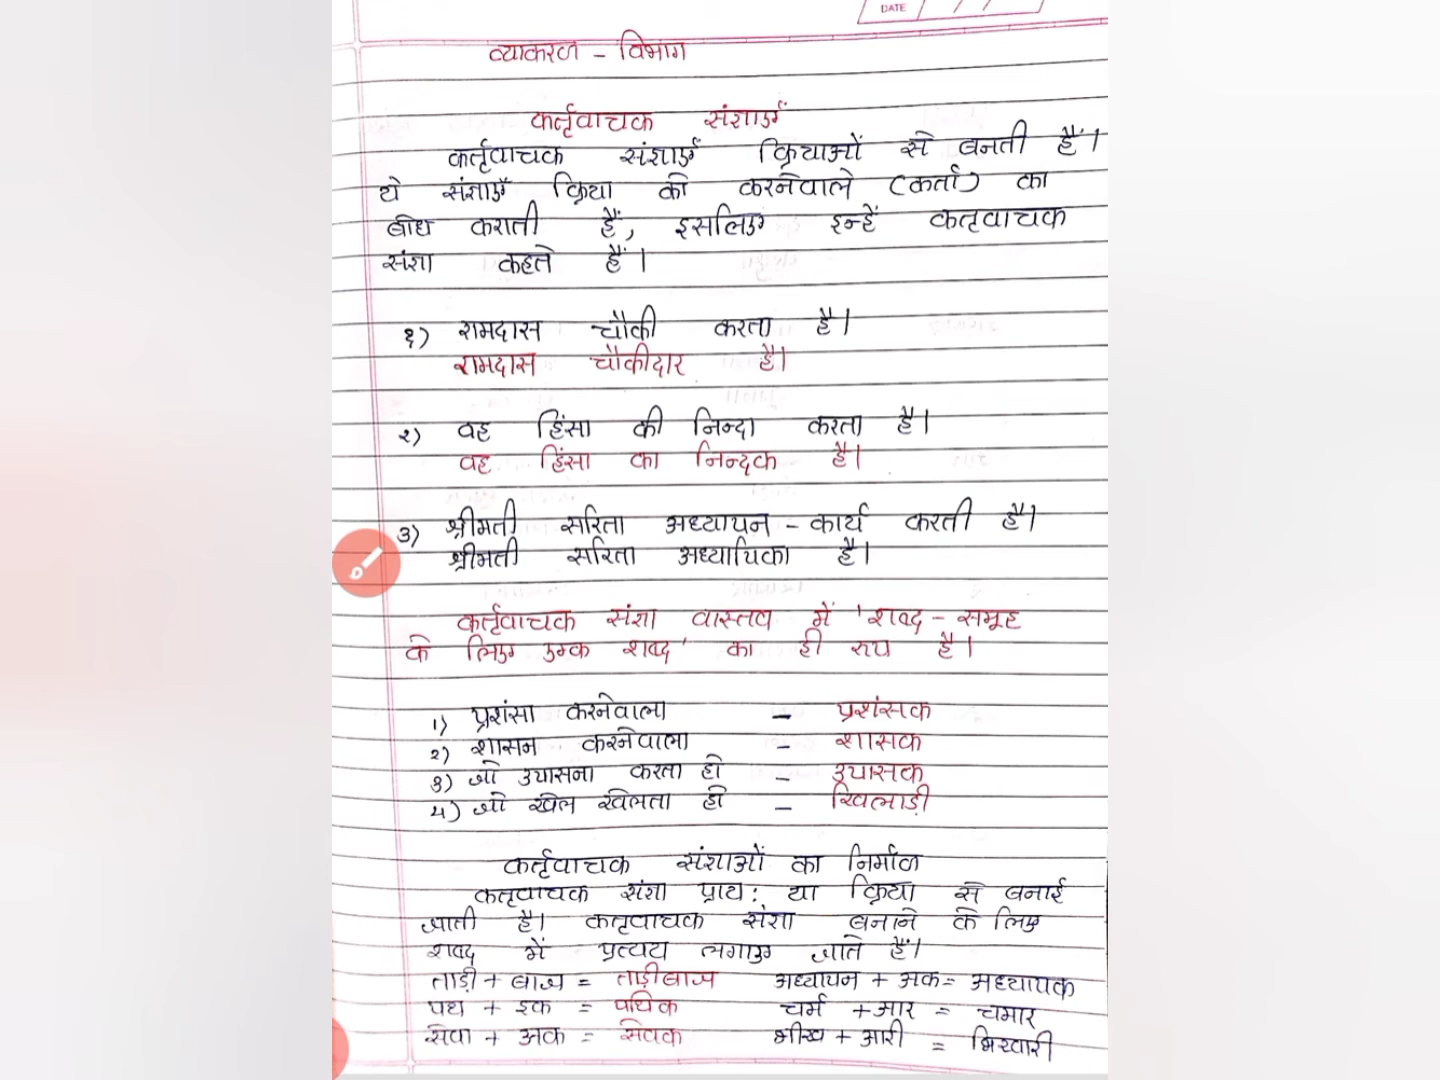 DATE
व्याकरण - विभाग
कर्तृवाचक संज्ञाएँ
कर्तृवाचक संज्ञाएँ क्रियाओं से बनती हैं।
ये संज्ञाएँ क्रिया को करनेवाले (कर्ता) का
बोध कराती हैं, इसलिए इन्हें कतृवाचक
संज्ञा कहते हैं।
१) रामदास चौकी करता है।
रामदास चौकीदार है।
२) वह हिंसा की निन्दा करता है।
वह हिंसा का निन्दक है।
३) श्रीमती सरिता अध्यापन - कार्य करती है।
श्रीमती सरिता अध्यापिका है।
कर्तृवाचक संज्ञा वास्तव में 'शब्द - समूह
के लिए एक शब्द' का ही रूप है।
1) प्रशंसा करनेवाला - प्रशंसक
2) शासन करनेवाला - शासक
3) जो उपासना करता हो - उपासक
4) जो खेल खेलता हो - खिलाड़ी
कर्तृवाचक संज्ञाओं का निर्माण
कतृवाचक संज्ञा प्राय: या क्रिया से बनाई
जाती है। कतृवाचक संज्ञा बनाने के लिए
शब्द में प्रत्यय लगाए जाते हैं।
ताड़ी + बाज = ताड़ीबाज अध्यापन + अक = अध्यापक
पथ + इक = पथिक चर्म + आर = चमार
सेवा + अक = सेवक भीख + आरी = भिखारी